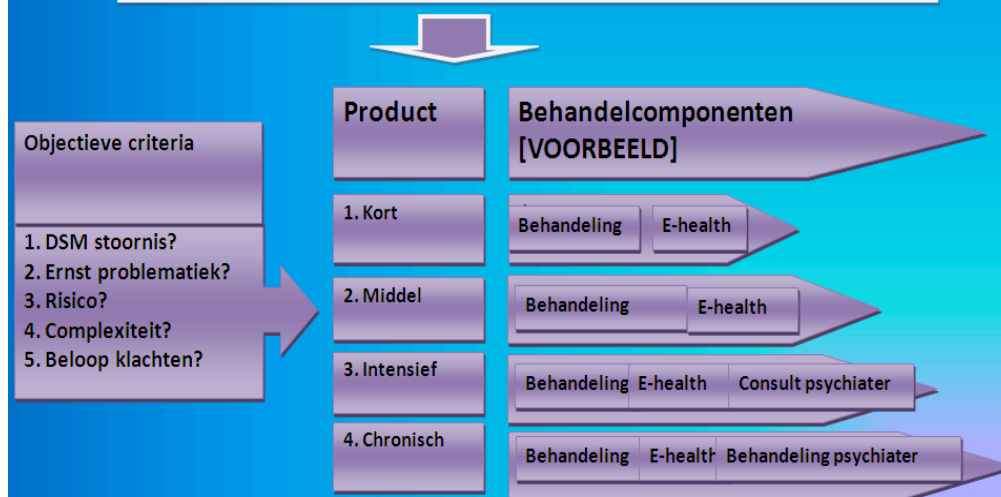 Objectieve criteria
1. DSM stoornis?
2. Ernst problematiek?
3. Risico?
4. Complexiteit?
5. Beloop klachten?
Product
Behandelcomponenten
[VOORBEELD]
1. Kort
Behandeling
E-health
2. Middel
Behandeling
E-health
3. Intensief
Behandeling
E-health
Consult psychiater
4. Chronisch
Behandeling
E-health
Behandeling psychiater